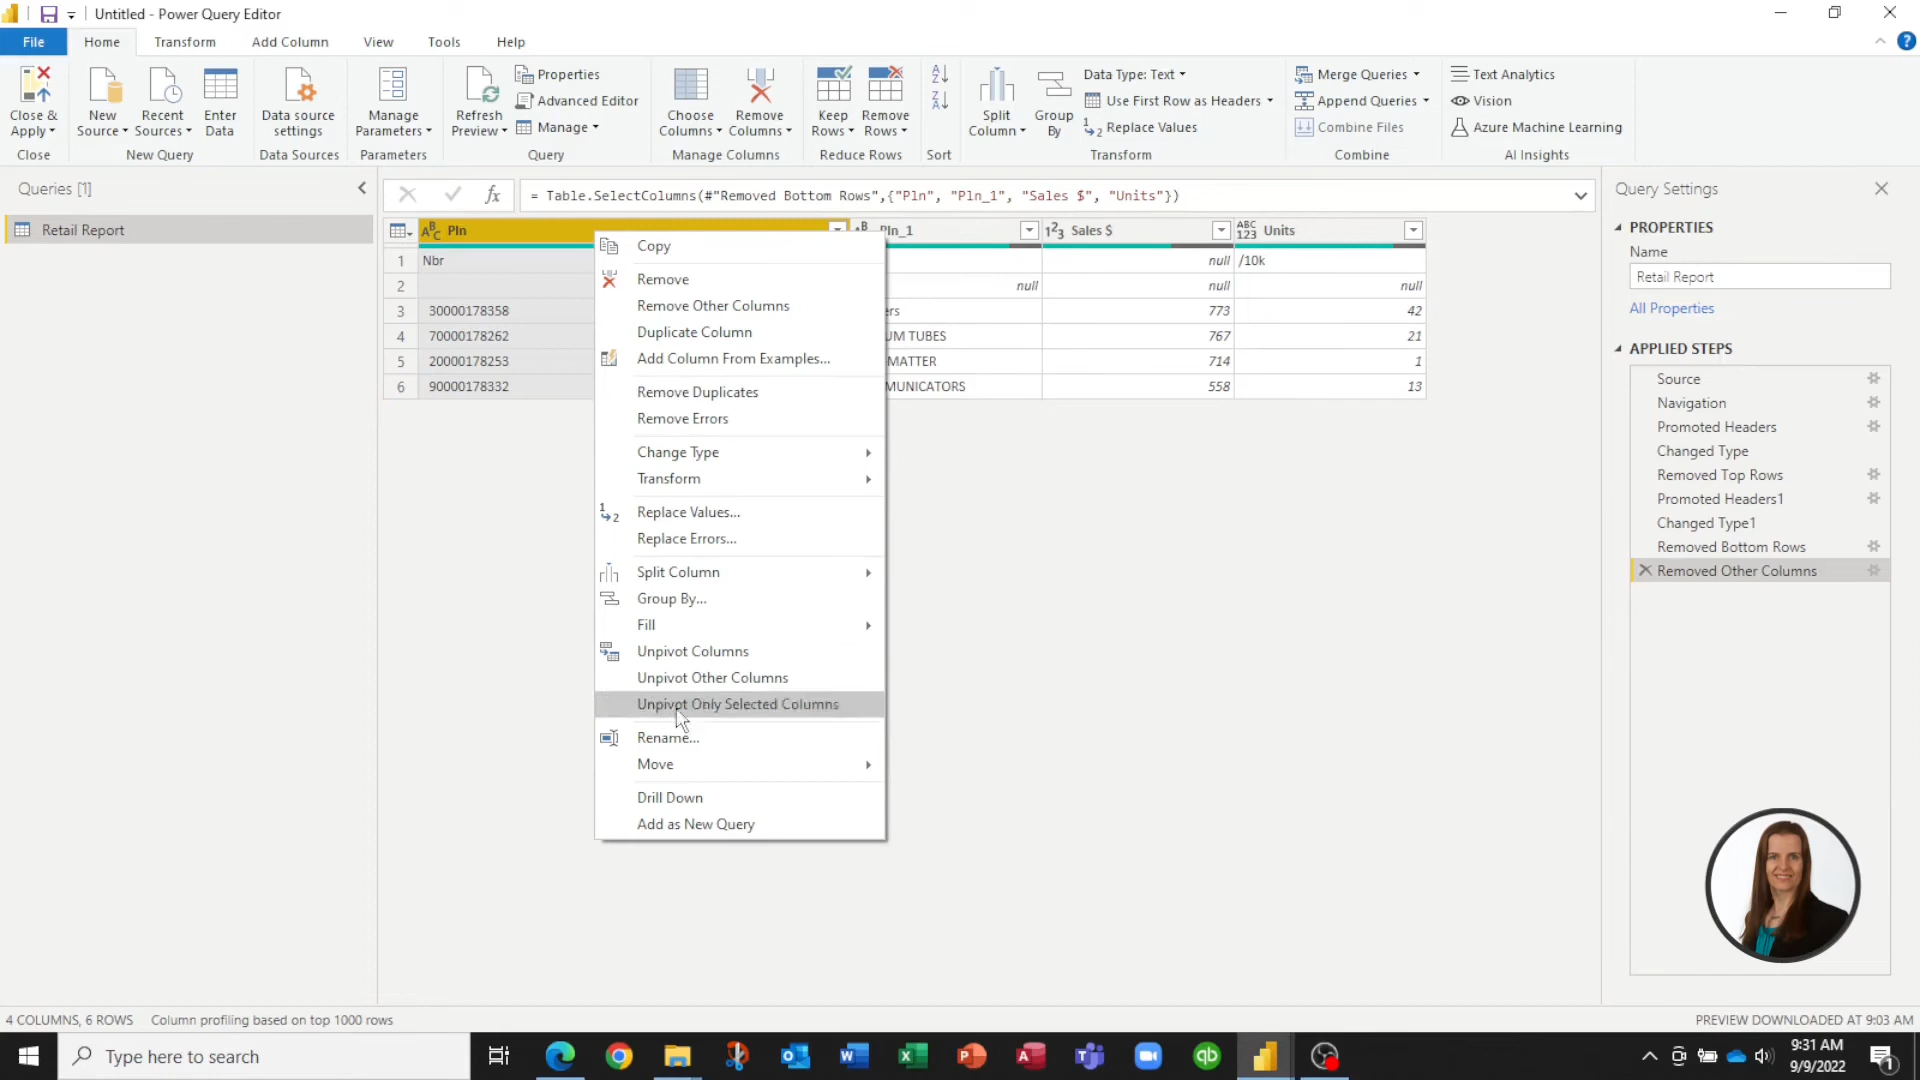 Untitled - Power Query Editor
File Home Transform Add Column View Tools Help
Close & Apply
New Source
Recent Sources
Enter Data
Data source settings
Manage Parameters
Refresh Preview
Properties
Advanced Editor
Manage
Choose Columns
Remove Columns
Keep Rows
Remove Rows
Split Column
Group By
Data Type: Text
Use First Row as Headers
Replace Values
Merge Queries
Append Queries
Combine Files
Text Analytics
Vision
Azure Machine Learning
Close New Query Data Sources Parameters Query Manage Columns Reduce Rows Sort Transform Combine AI Insights
Queries [1]
Retail Report
= Table.SelectColumns(#"Removed Bottom Rows",{"Pln", "Pln_1", "Sales $", "Units"})
Pln Pln_1 Sales $ Units
1 Nbr null /10k
2 null null null
3 30000178358 ers 773 42
4 70000178262 UM TUBES 767 21
5 20000178253 MATTER 714 1
6 90000178332 MUNICATORS 558 13
Copy
Remove
Remove Other Columns
Duplicate Column
Add Column From Examples...
Remove Duplicates
Remove Errors
Change Type
Transform
Replace Values...
Replace Errors...
Split Column
Group By...
Fill
Unpivot Columns
Unpivot Other Columns
Unpivot Only Selected Columns
Rename...
Move
Drill Down
Add as New Query
Query Settings
PROPERTIES
Name
Retail Report
All Properties
APPLIED STEPS
Source
Navigation
Promoted Headers
Changed Type
Removed Top Rows
Promoted Headers1
Changed Type1
Removed Bottom Rows
Removed Other Columns
4 COLUMNS, 6 ROWS Column profiling based on top 1000 rows
PREVIEW DOWNLOADED AT 9:03 AM
Type here to search
9:31 AM
9/9/2022